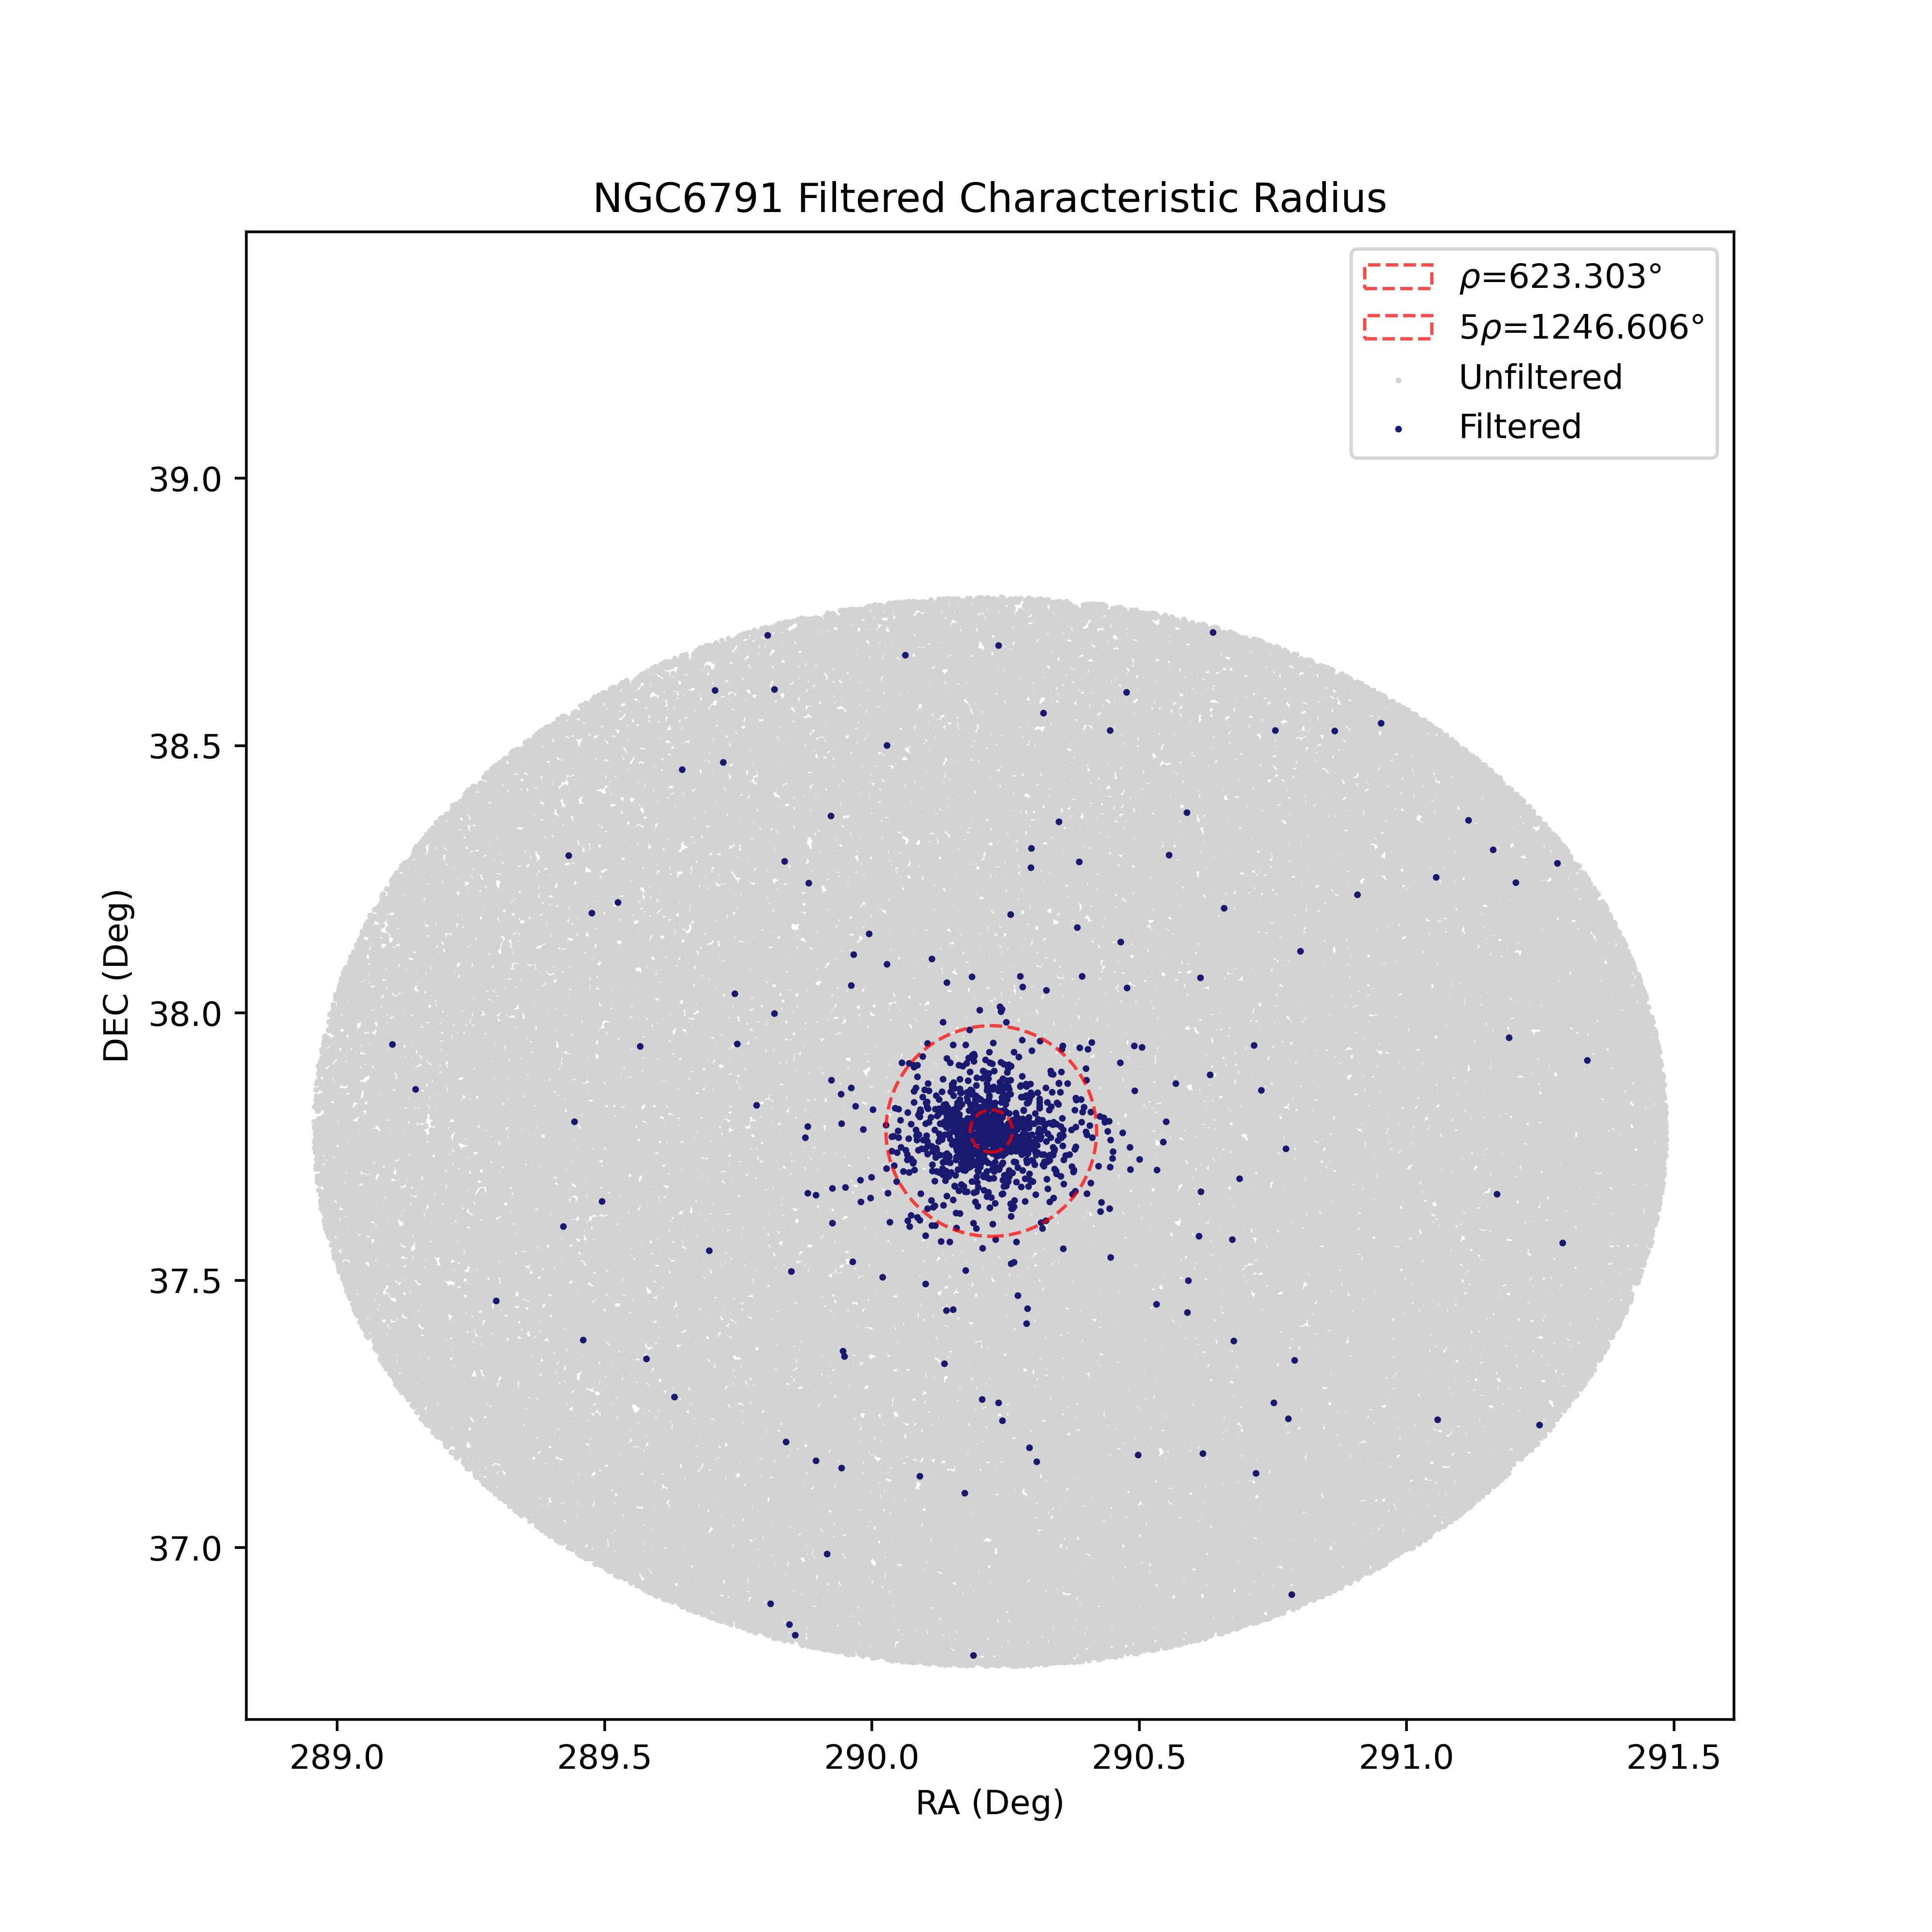 NGC6791 Filtered Characteristic Radius
ρ=623.303°
5ρ=1246.606°
Unfiltered
Filtered
39.0
38.5
38.0
37.5
37.0
DEC (Deg)
289.0 289.5 290.0 290.5 291.0 291.5
RA (Deg)